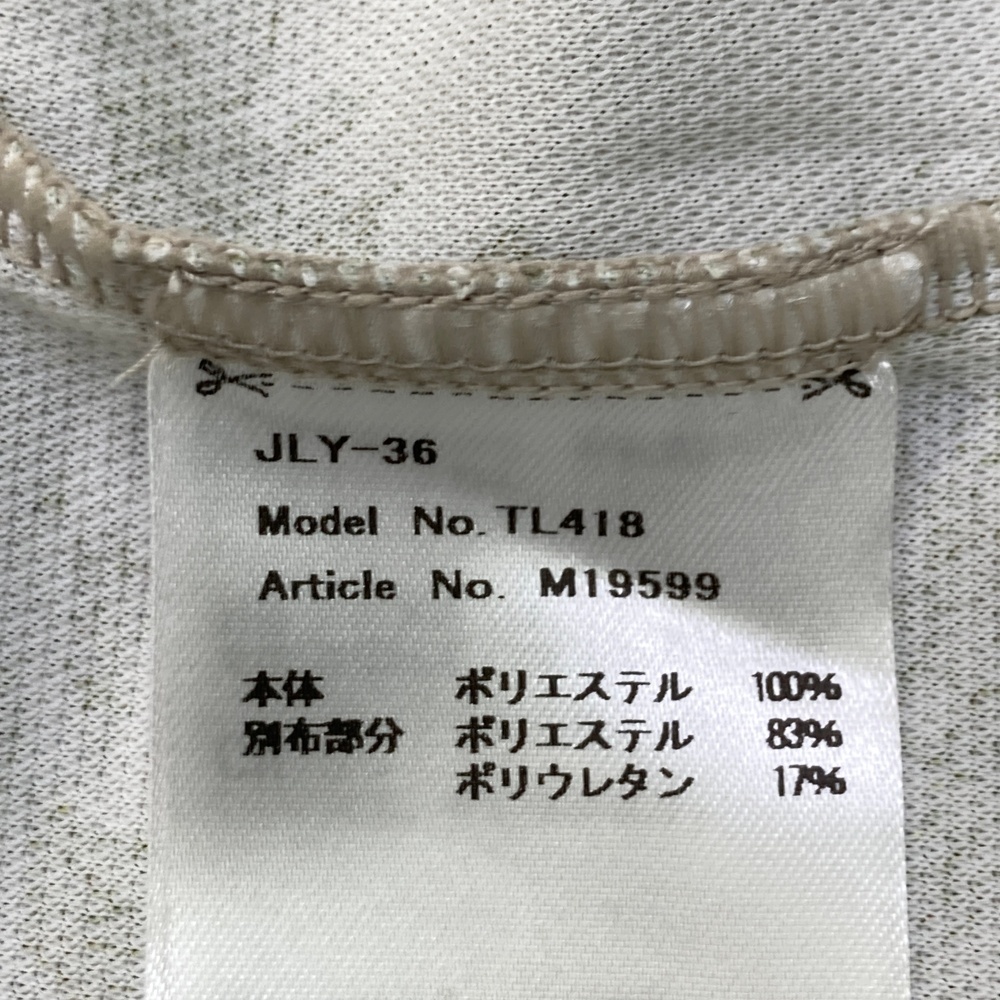 JLY-36
Model No. TL418
Article No. M19599
本体 ポリエステル 100%
別布部分 ポリエステル 83%
ポリウレタン 17%